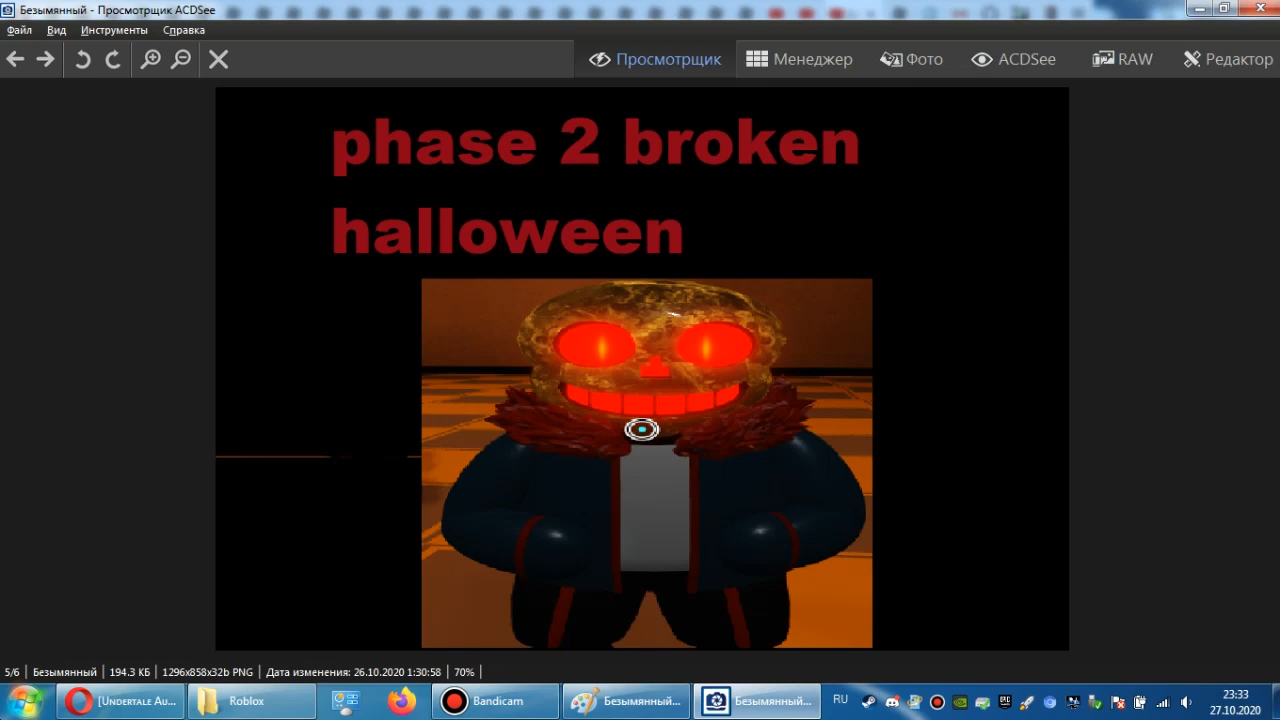 Безымянный - Просмотрщик ACDSee
Файл Вид Инструменты Справка
Просмотрщик Менеджер Фото ACDSee RAW Редактор
phase 2 broken
halloween
5/6 Безымянный 194.3 КБ 1296x858x32b PNG Дата изменения: 26.10.2020 1:30:58 70%
[Undertale Au... Roblox Bandicam Безымянный... Безымянный... RU 23:33
27.10.2020